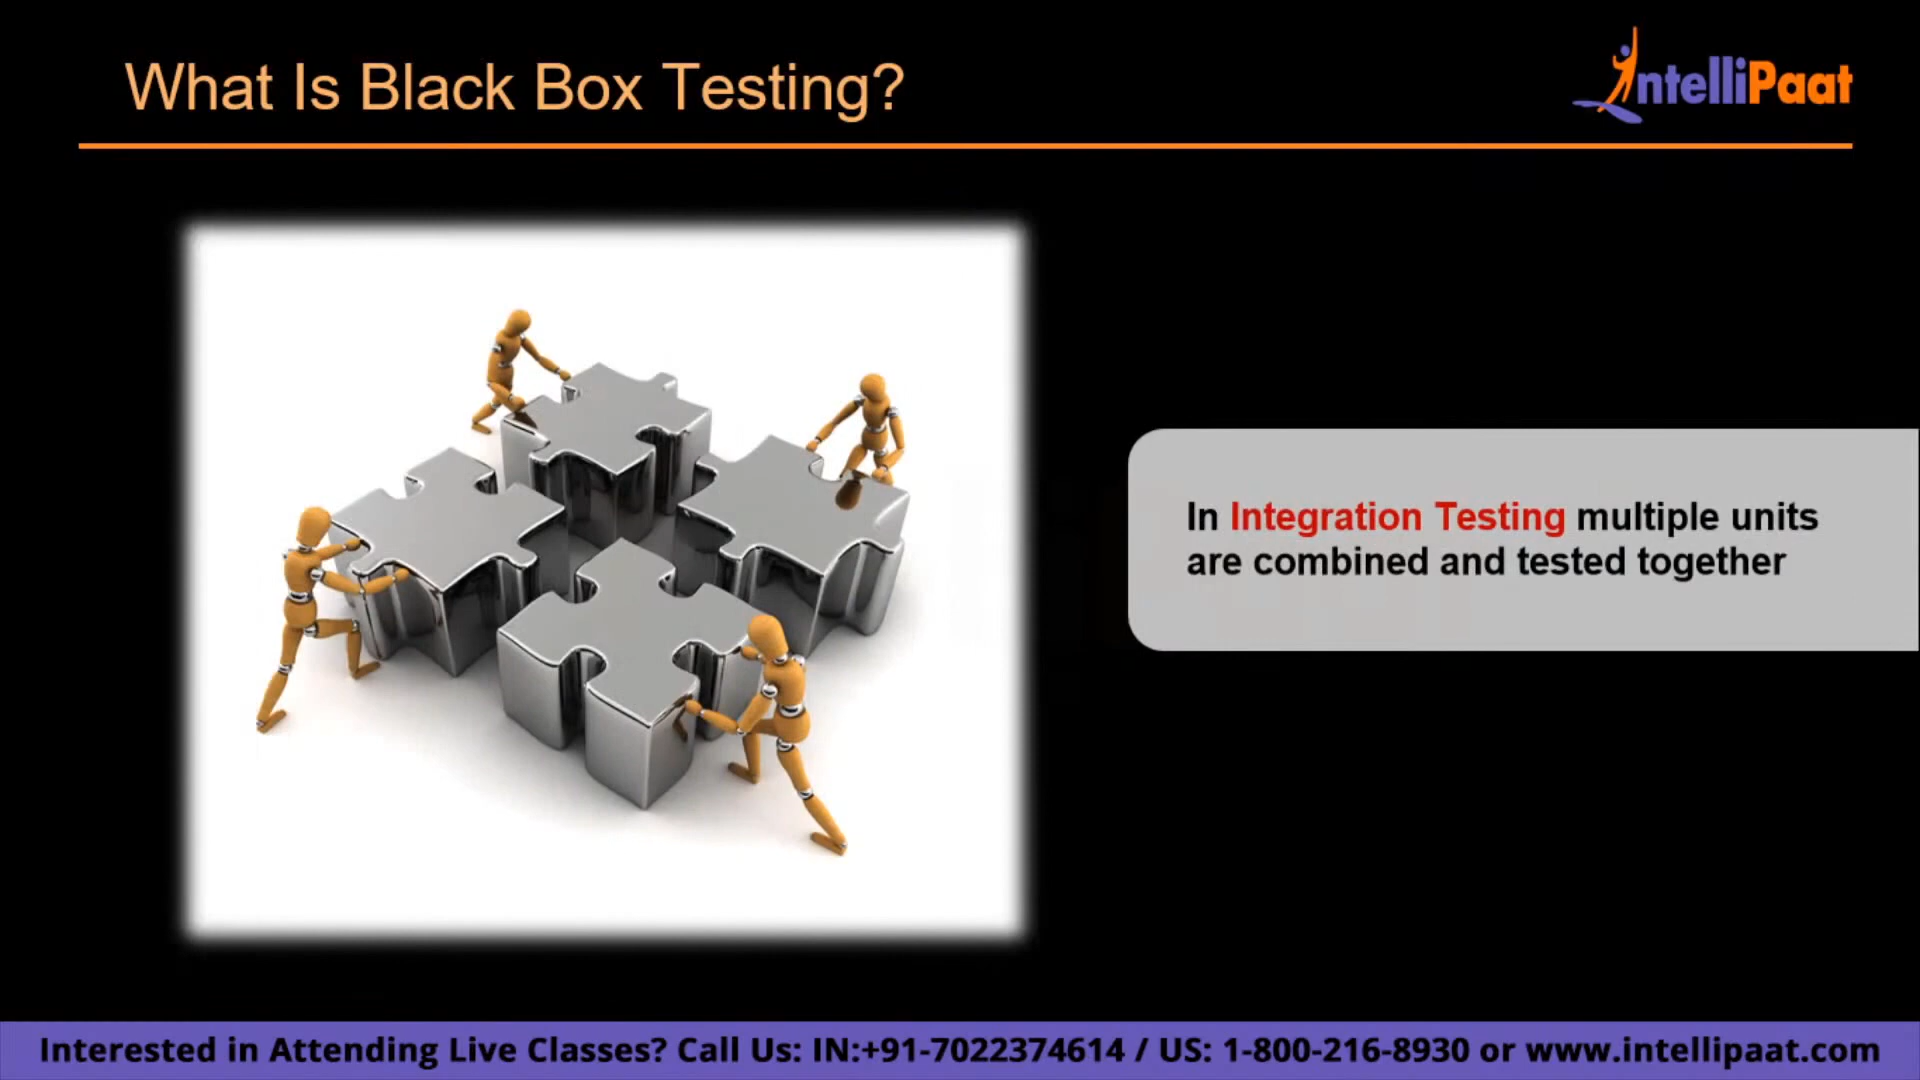 What Is Black Box Testing?
IntelliPaat
In Integration Testing multiple units
are combined and tested together
Interested in Attending Live Classes? Call Us: IN:+91-7022374614 / US: 1-800-216-8930 or www.intellipaat.com